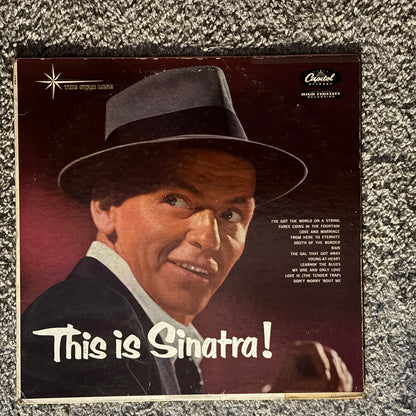 THE STAR LINE
Capitol
RECORDS
HIGH FIDELITY
RECORDING
I'VE GOT THE WORLD ON A STRING
THREE COINS IN THE FOUNTAIN
LOVE AND MARRIAGE
FROM HERE TO ETERNITY
SOUTH OF THE BORDER
RAIN
THE GAL THAT GOT AWAY
YOUNG-AT-HEART
LEARNIN' THE BLUES
MY ONE AND ONLY LOVE
LOVE IS (THE TENDER TRAP)
DON'T WORRY 'BOUT ME
This is Sinatra!